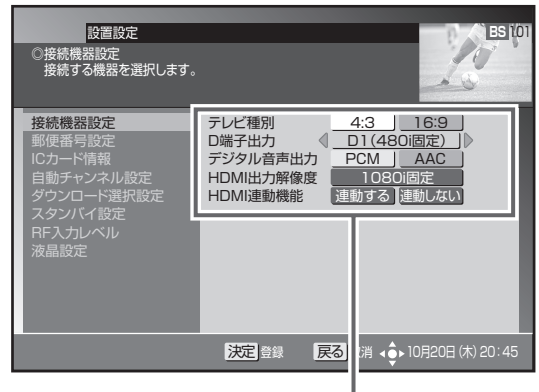 設置設定
BS 101
◎接続機器設定
接続する機器を選択します。
接続機器設定
郵便番号設定
ICカード情報
自動チャンネル設定
ダウンロード選択設定
スタンバイ設定
RF入力レベル
液晶設定
テレビ種別 4:3 16:9
D端子出力 D1(480i固定)
デジタル音声出力 PCM AAC
HDMI出力解像度 1080i固定
HDMI連動機能 連動する 連動しない
決定 登録 戻る 取消 10月20日(木)20:45